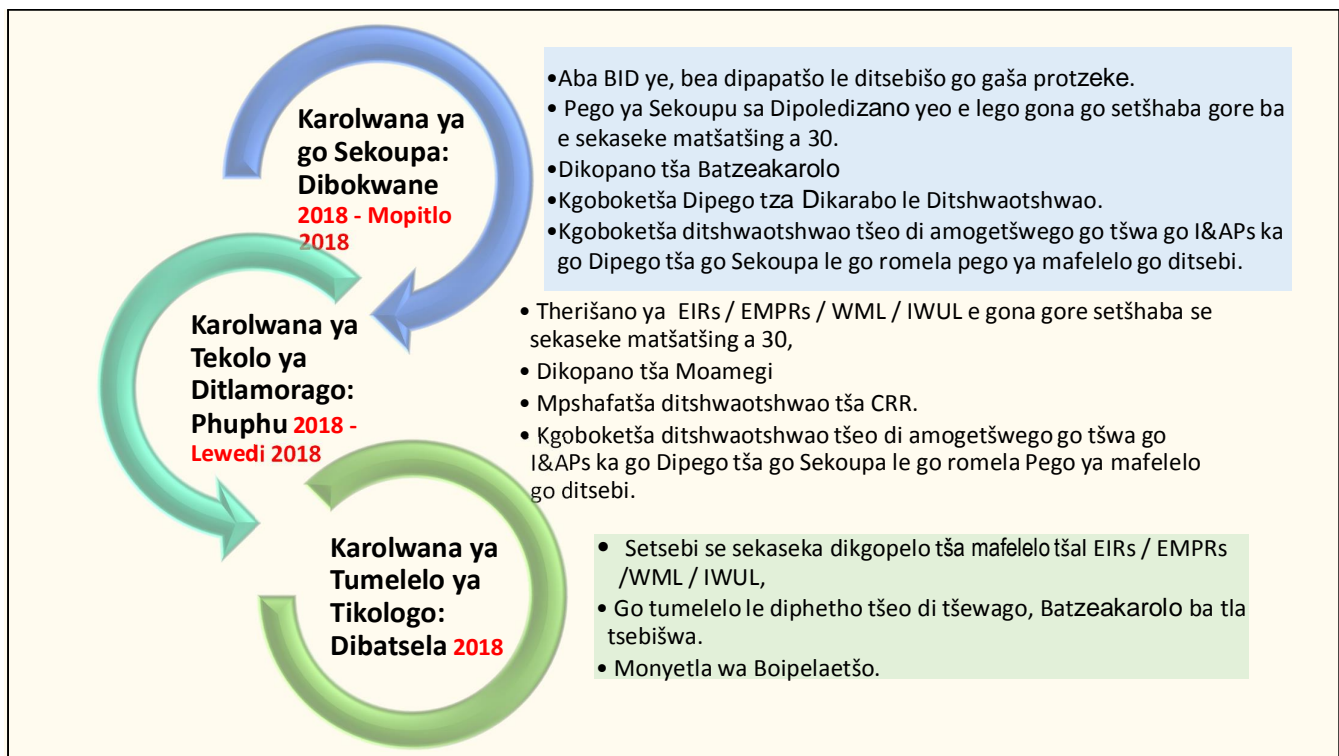 Karolwana ya
go Sekoupa:
Dibokwane
2018 - Mopitlo
2018
•Aba BID ye, bea dipapatšo le ditsebišo go gaša protzeke.
• Pego ya Sekoupu sa Dipoledizano yeo e lego gona go setšhaba gore ba
e sekaseke matšatšing a 30.
•Dikopano tša Batzeakarolo
•Kgoboketša Dipego tza Dikarabo le Ditshwaotshwao.
•Kgoboketša ditshwaotshwao tšeo di amogetšwego go tšwa go I&APs ka
go Dipego tša go Sekoupa le go romela pego ya mafelelo go ditsebi.
Karolwana ya
Tekolo ya
Ditlamorago:
Phuphu 2018 -
Lewedi 2018
• Therišano ya EIRs / EMPRs / WML / IWUL e gona gore setšhaba se
sekaseke matšatšing a 30,
• Dikopano tša Moamegi
• Mpshafatša ditshwaotshwao tša CRR.
• Kgoboketša ditshwaotshwao tšeo di amogetšwego go tšwa go
I&APs ka go Dipego tša go Sekoupa le go romela Pego ya mafelelo
go ditsebi.
Karolwana ya
Tumelelo ya
Tikologo:
Dibatsela 2018
• Setsebi se sekaseka dikgopelo tša mafelelo tšal EIRs / EMPRs
/WML / IWUL,
• Go tumelelo le diphetho tšeo di tšewago, Batzeakarolo ba tla
tsebišwa.
• Monyetla wa Boipelaetšo.